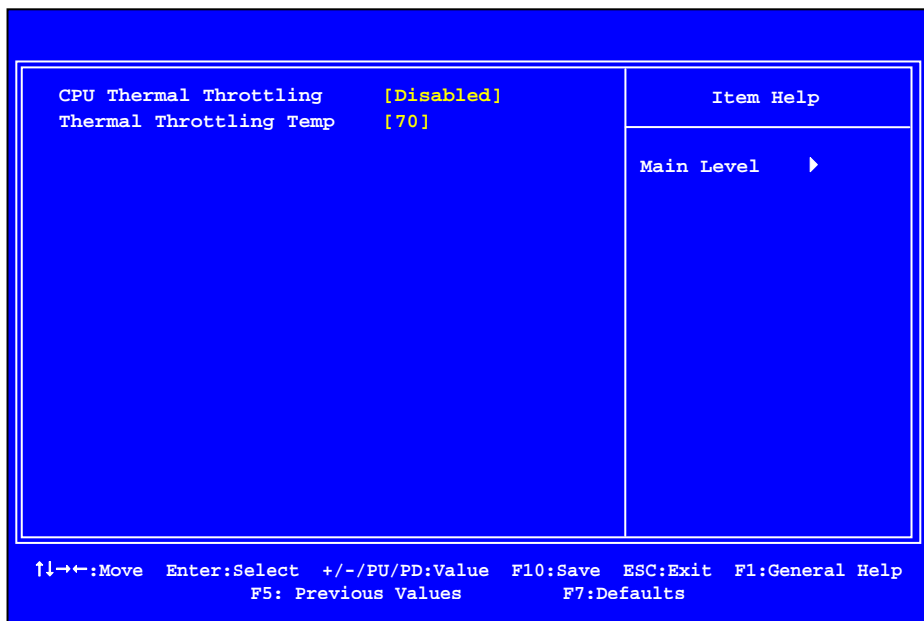 CPU Thermal Throttling [Disabled]
Thermal Throttling Temp [70]
Item Help
Main Level
↑↓→←:Move Enter:Select +/-/PU/PD:Value F10:Save ESC:Exit F1:General Help
F5: Previous Values F7:Defaults